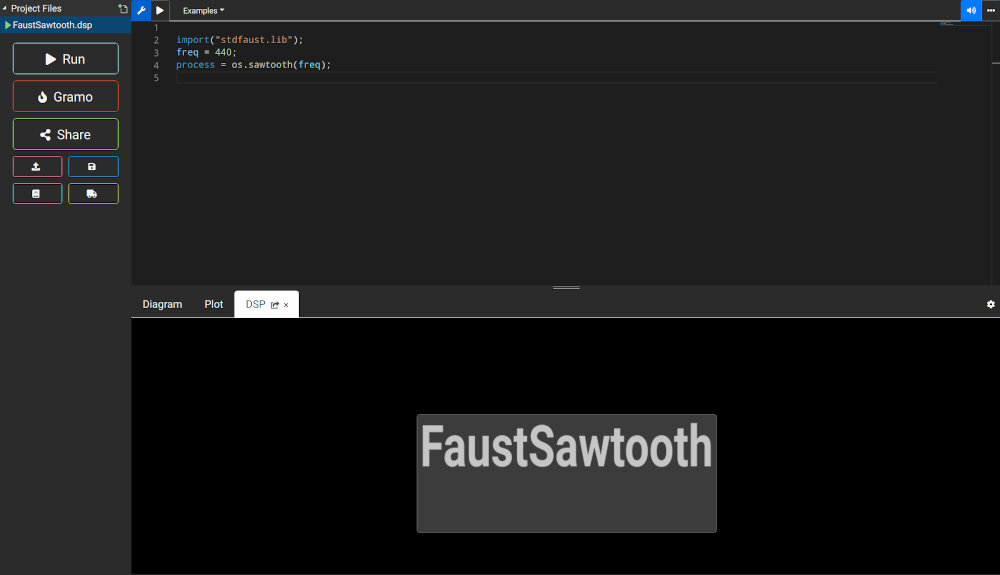 Project Files
FaustSawtooth.dsp
Run
Gramo
Share
Examples
1
2 import("stdfaust.lib");
3 freq = 440;
4 process = os.sawtooth(freq);
5
Diagram Plot DSP ×
FaustSawtooth